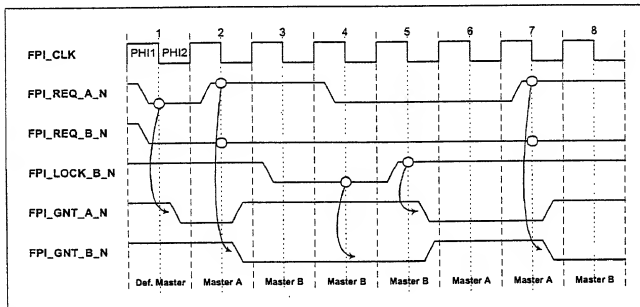 1 2 3 4 5 6 7 8
FPI_CLK PHI1 PHI2
FPI_REQ_A_N
FPI_REQ_B_N
FPI_LOCK_B_N
FPI_GNT_A_N
FPI_GNT_B_N
Def. Master Master A Master B Master B Master B Master A Master A Master B